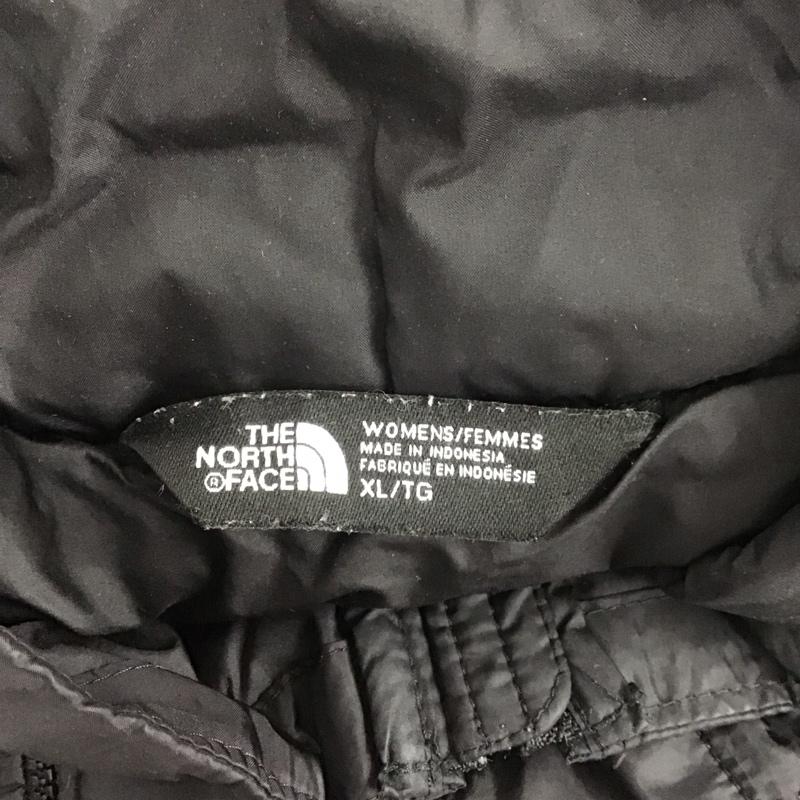 THE
NORTH
®FACE
WOMENS/FEMMES
MADE IN INDONESIA
FABRIQUÉ EN INDONÉSIE
XL/TG